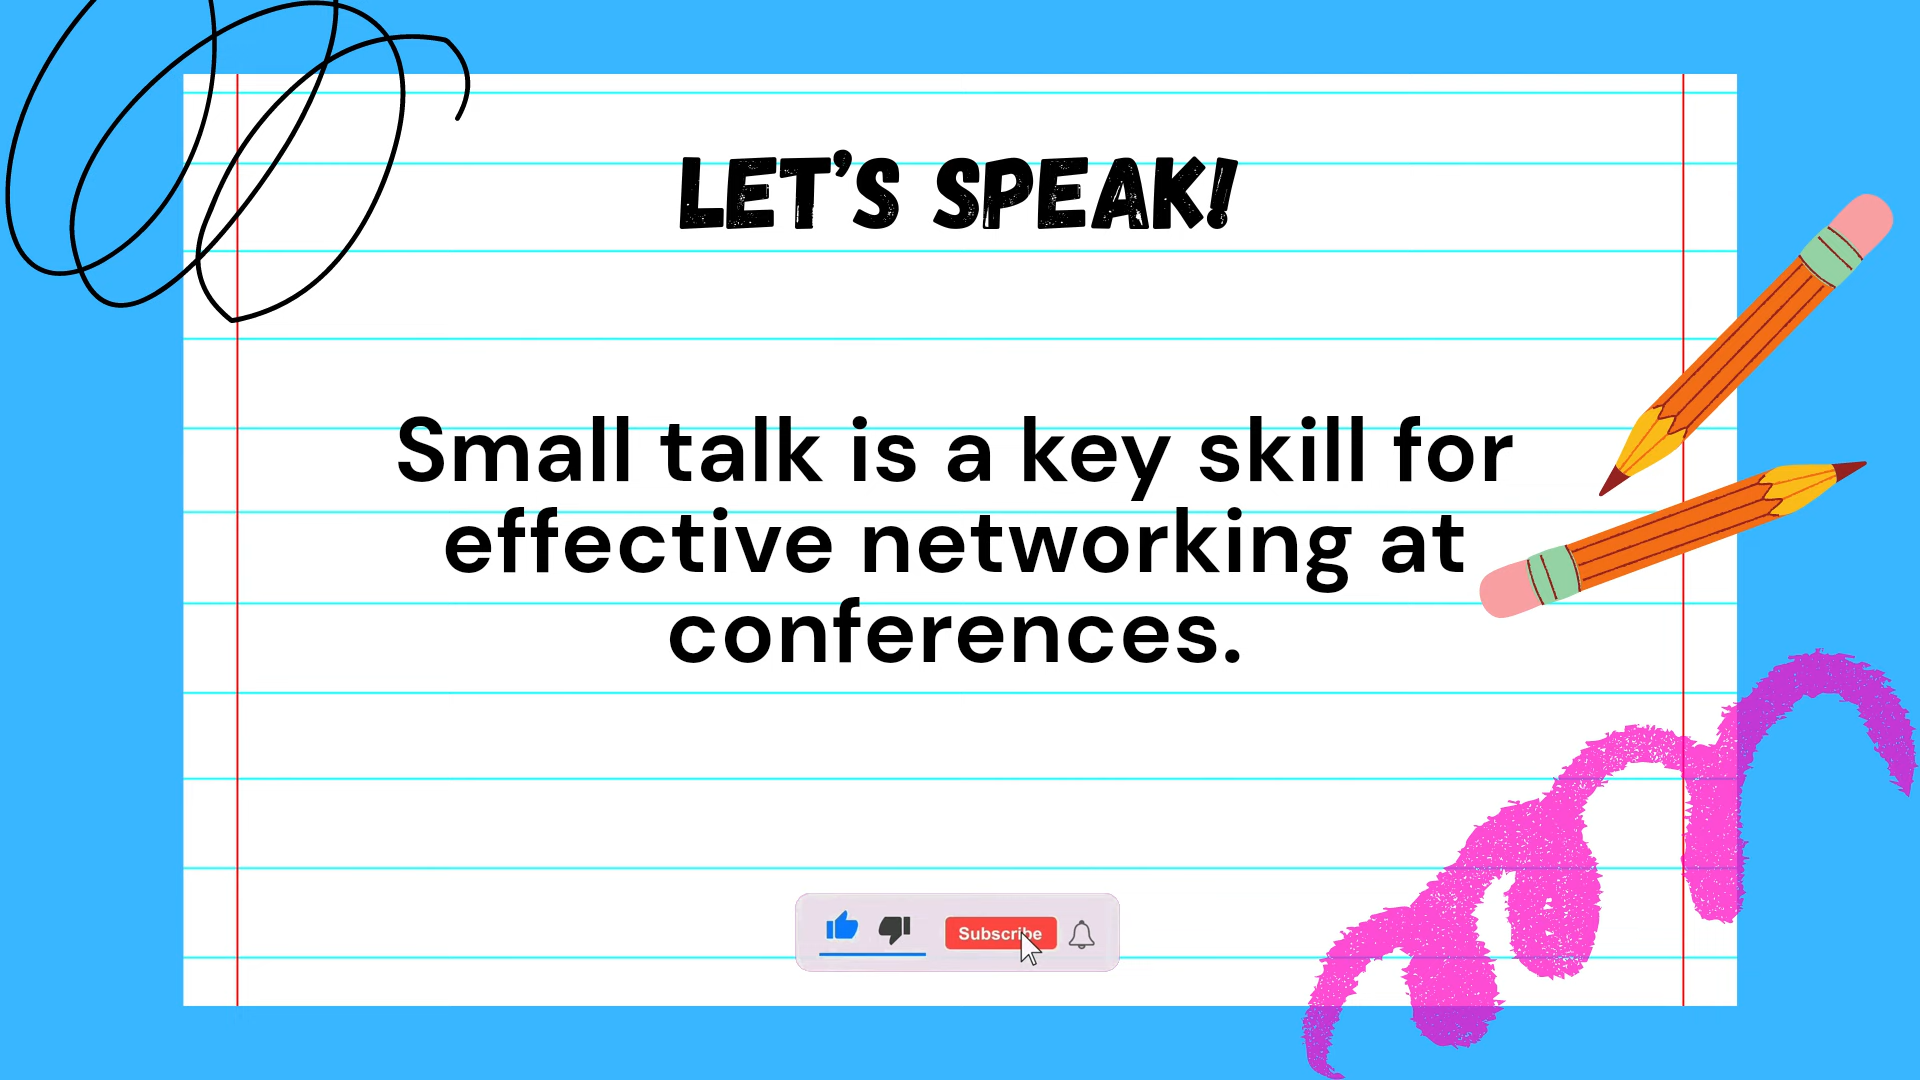 LET'S SPEAK!
Small talk is a key skill for
effective networking at
conferences.
Subscribe